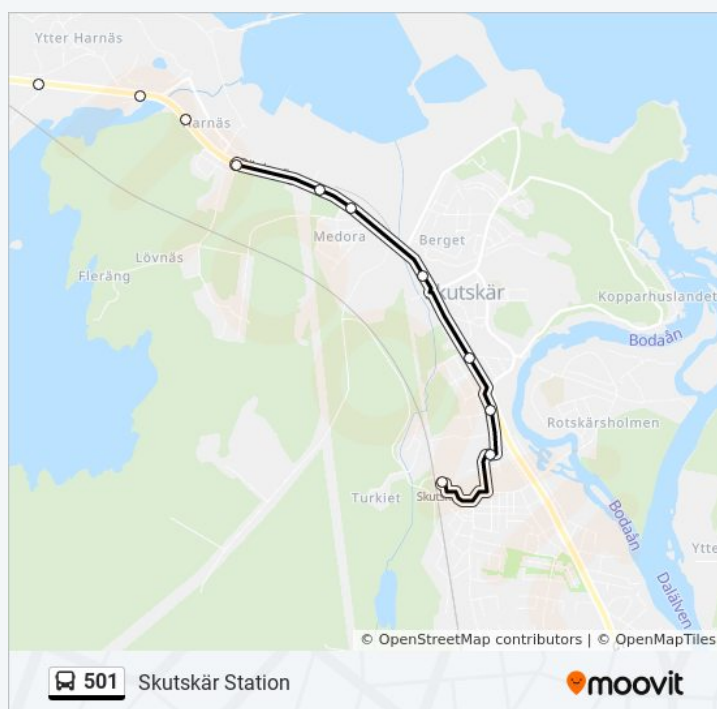 Ytter Harnäs
Harnäs
Lövnäs
Fleräng
Medora
Berget
Skutskär
Kopparhuslandet
Bodaån
Rotskärsholmen
Turkiet
Bodaån
Dalälven
© OpenStreetMap contributors | © OpenMapTiles
501 Skutskär Station
moovit